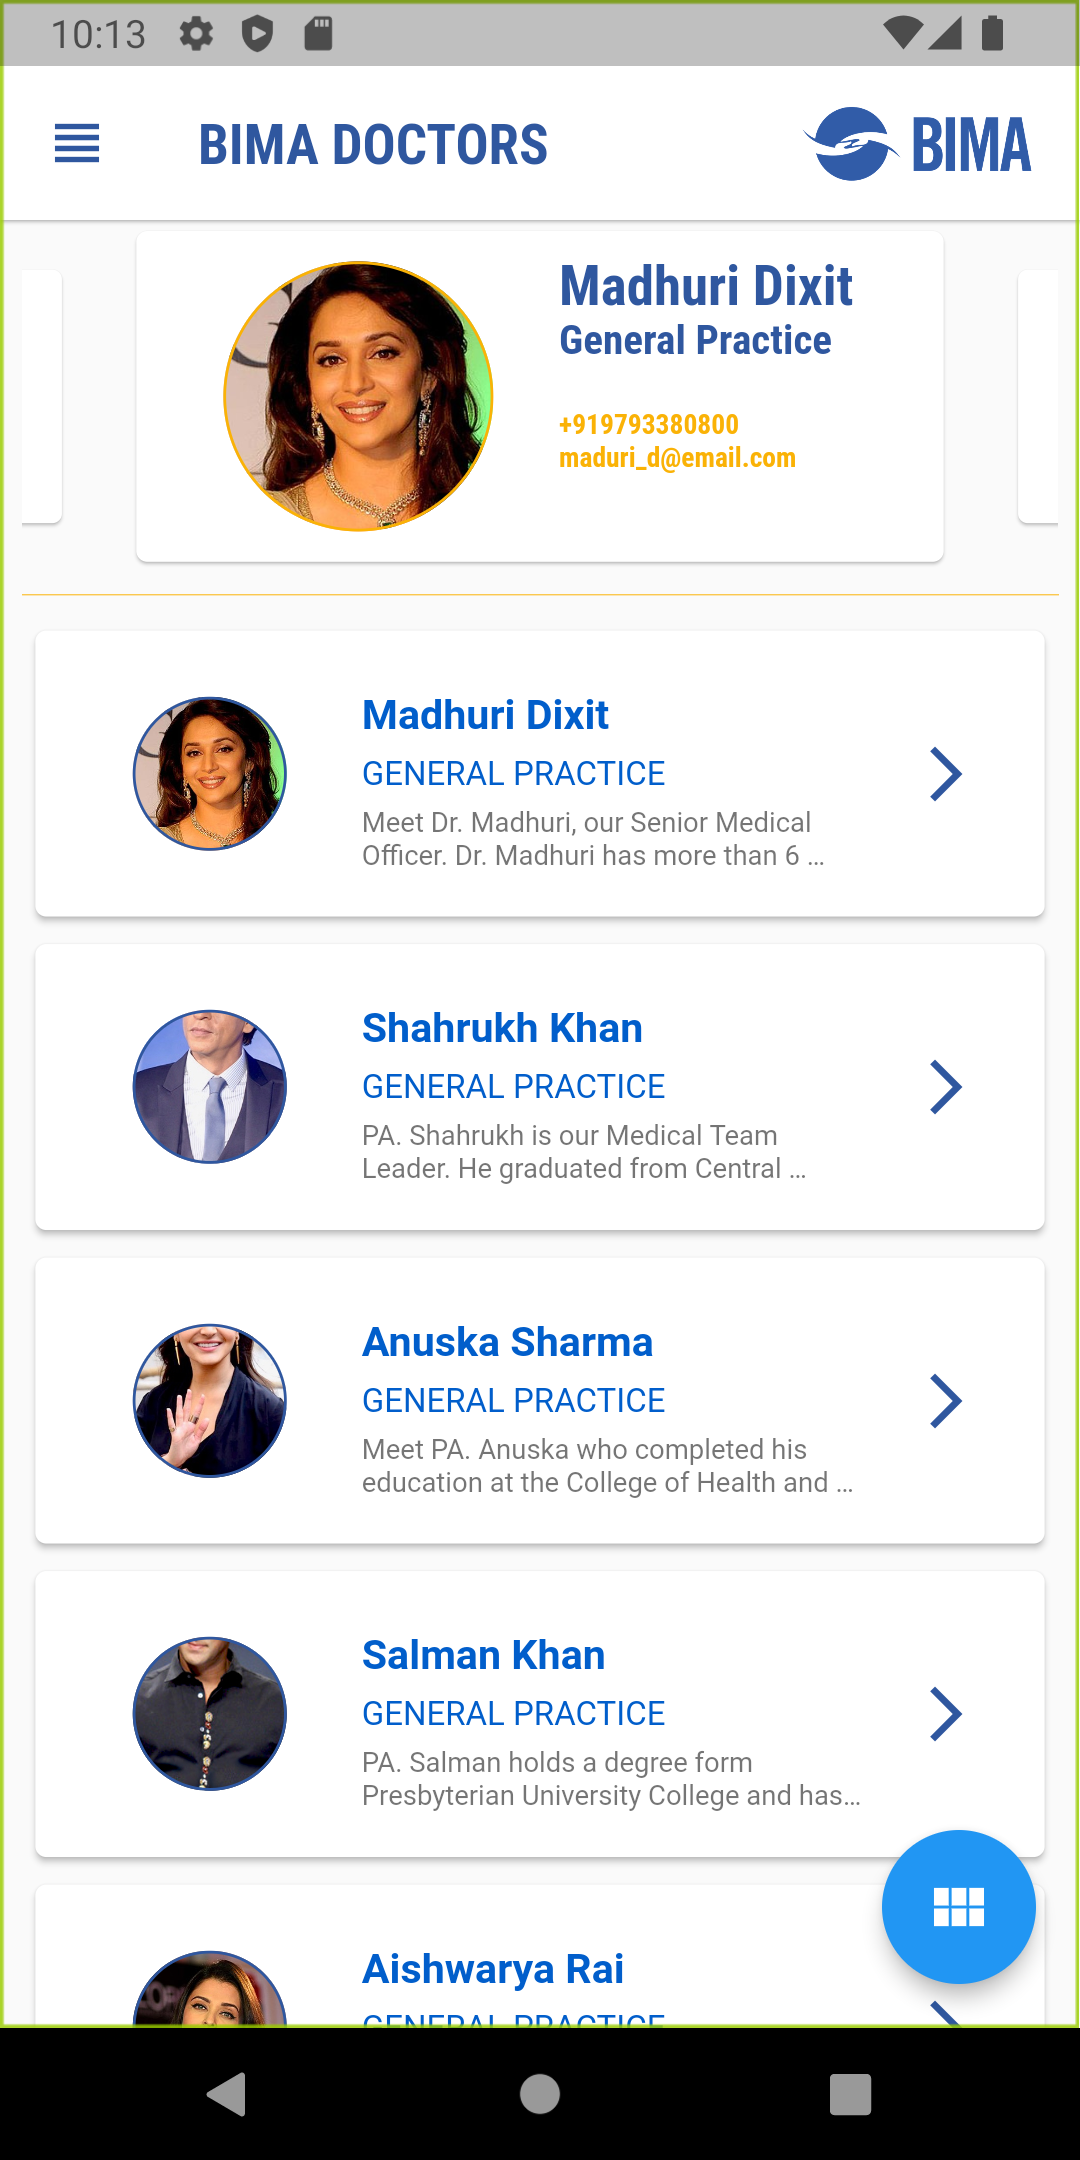 10:13
BIMA DOCTORS
BIMA
Madhuri Dixit
General Practice
+919793380800
maduri_d@email.com
Madhuri Dixit
GENERAL PRACTICE
Meet Dr. Madhuri, our Senior Medical
Officer. Dr. Madhuri has more than 6 ...
Shahrukh Khan
GENERAL PRACTICE
PA. Shahrukh is our Medical Team
Leader. He graduated from Central ...
Anuska Sharma
GENERAL PRACTICE
Meet PA. Anuska who completed his
education at the College of Health and ...
Salman Khan
GENERAL PRACTICE
PA. Salman holds a degree form
Presbyterian University College and has...
Aishwarya Rai
GENERAL PRACTICE